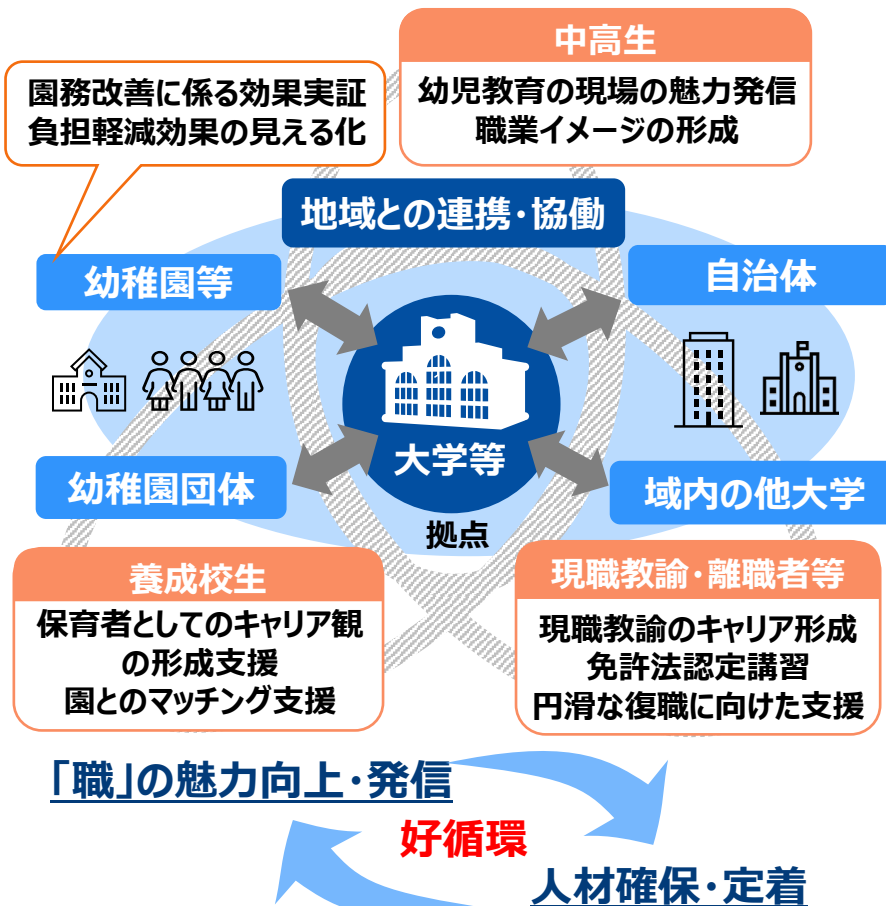 中高生
幼児教育の現場の魅力発信
職業イメージの形成
園務改善に係る効果実証
負担軽減効果の見える化
地域との連携・協働
幼稚園等
自治体
大学等
幼稚園団体
域内の他大学
拠点
養成校生
保育者としてのキャリア観
の形成支援
園とのマッチング支援
現職教諭・離職者等
現職教諭のキャリア形成
免許法認定講習
円滑な復職に向けた支援
「職」の魅力向上・発信
好循環
人材確保・定着